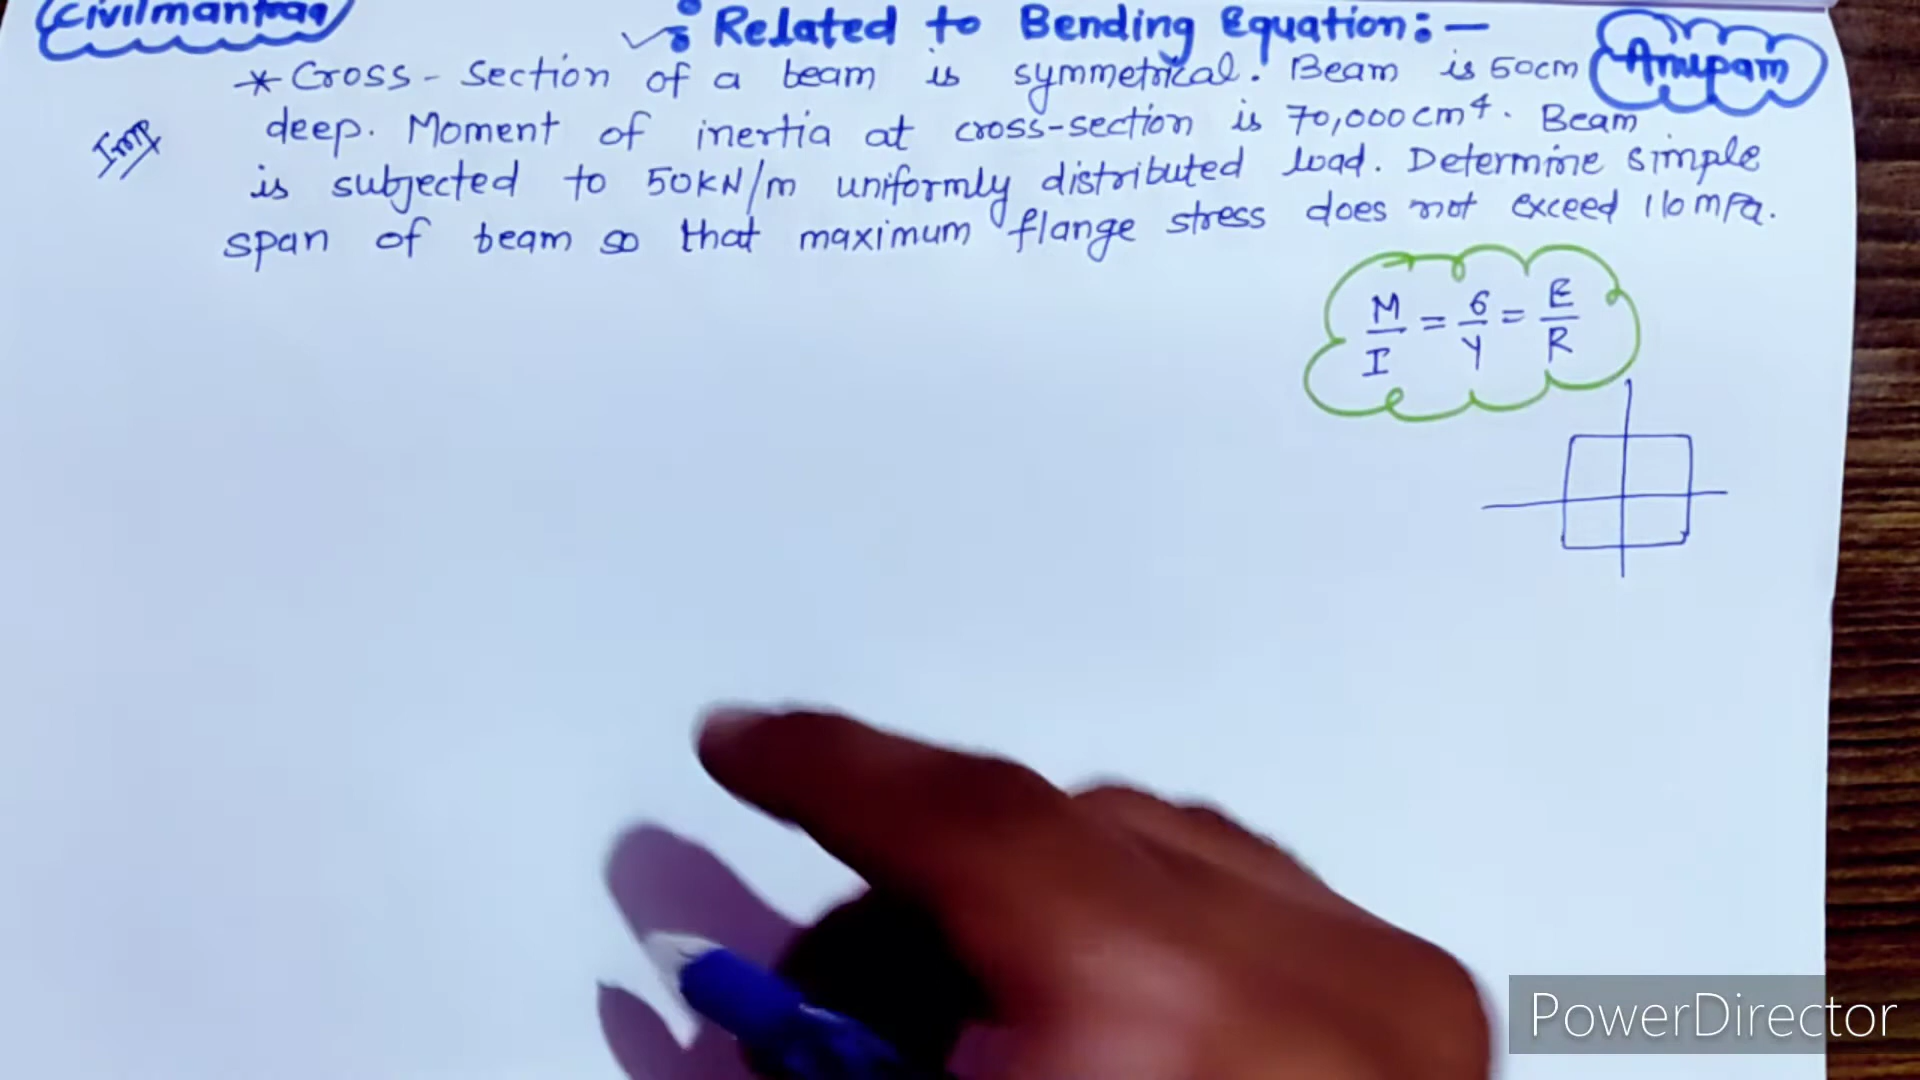 Civilmantraa
Related to Bending Equation:-
Anupam
* Cross-section of a beam is symmetrical. Beam is 50cm
Imp
deep. Moment of inertia at cross-section is 70,000cm⁴. Beam
is subjected to 50KN/m uniformly distributed load. Determine simple
span of beam so that maximum flange stress does not exceed 110mpa.
M/I = σ/Y = E/R
PowerDirector